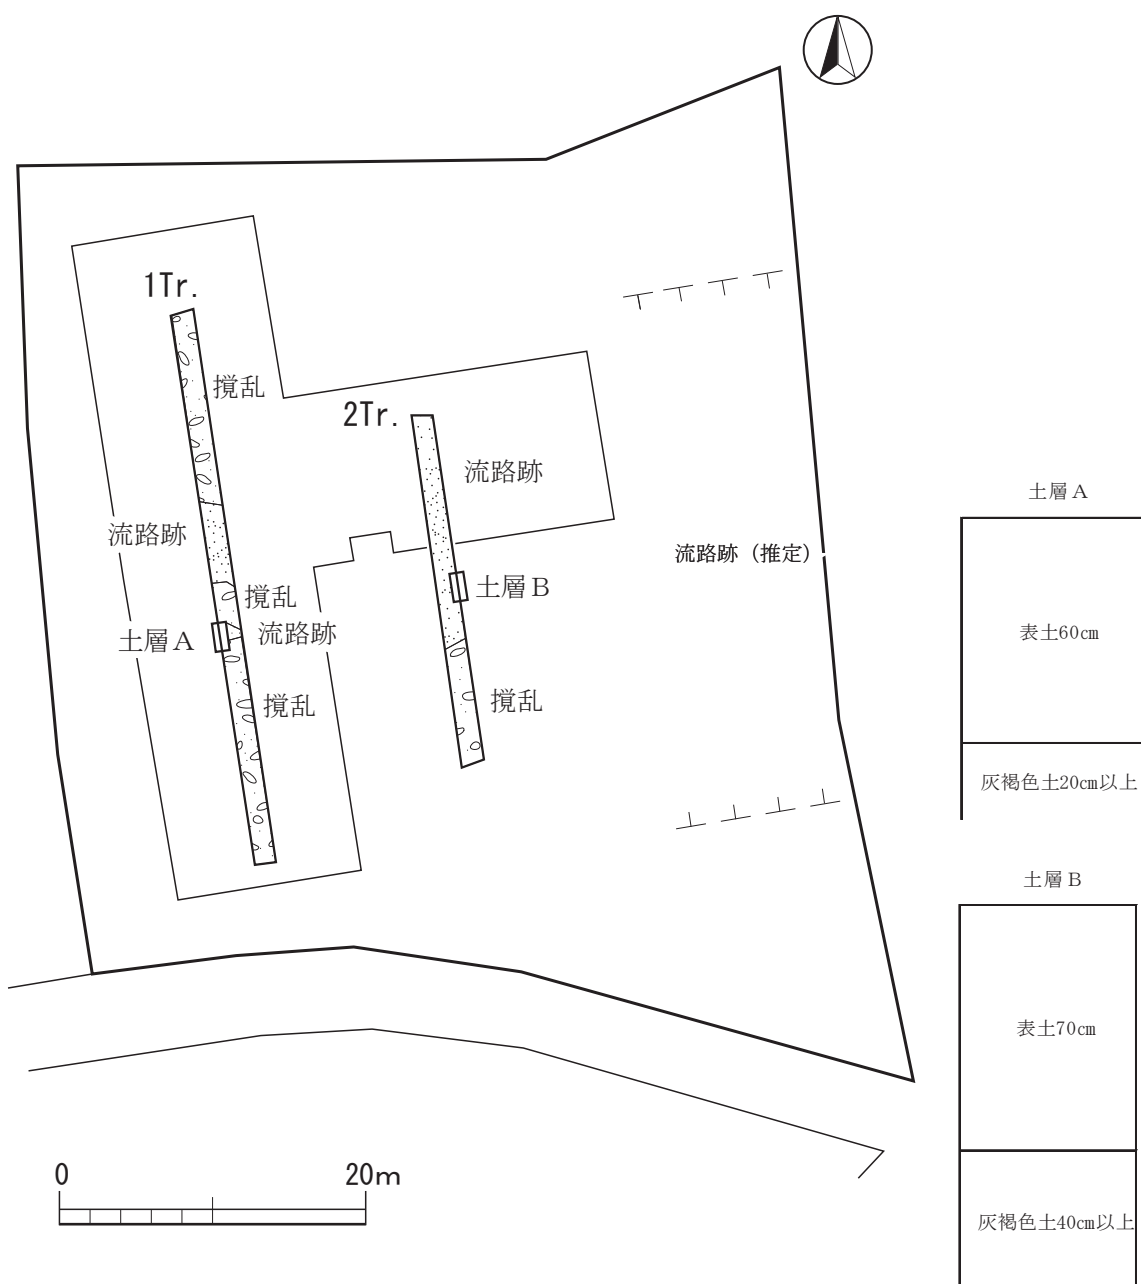 1Tr.
撹乱
2Tr.
流路跡
流路跡
撹乱
土層A
流路跡
撹乱
土層B
撹乱
流路跡（推定）
0
20m
土層A
表土60㎝
灰褐色土20㎝以上
土層B
表土70㎝
灰褐色土40㎝以上